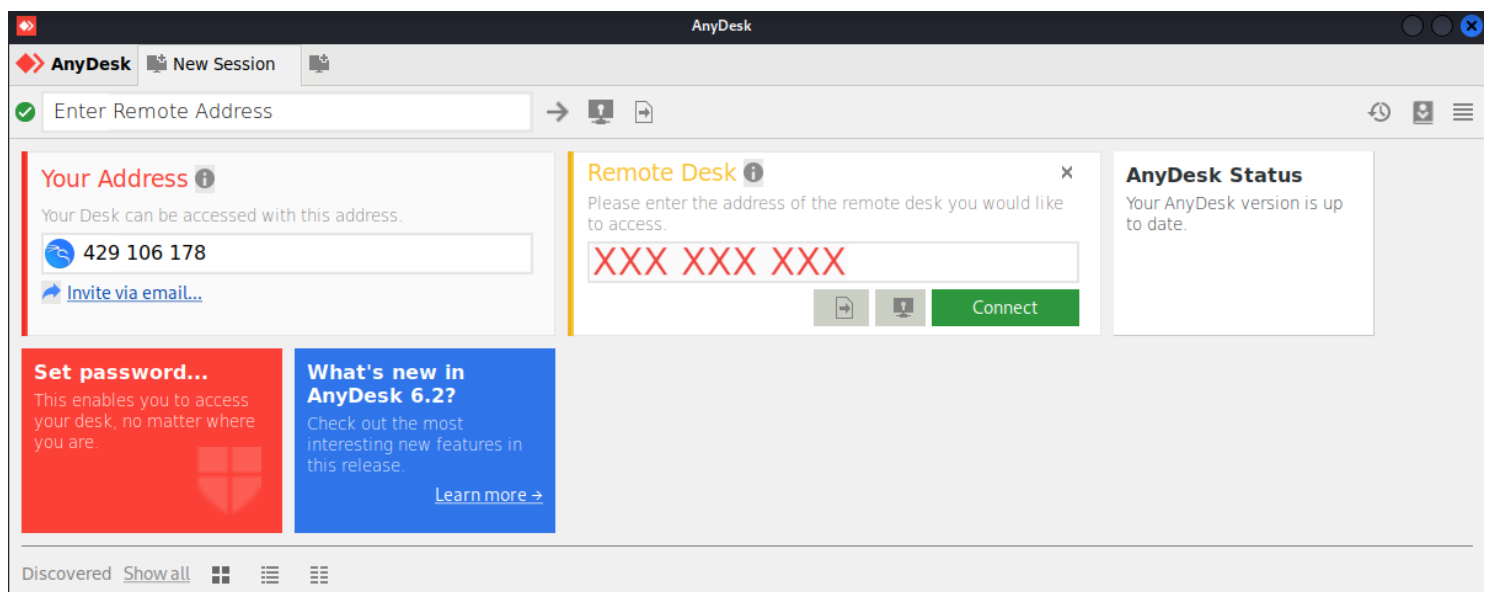 AnyDesk
AnyDesk New Session
Enter Remote Address
Your Address
Your Desk can be accessed with this address.
429 106 178
Invite via email...
Remote Desk
Please enter the address of the remote desk you would like
to access.
XXX XXX XXX
Connect
AnyDesk Status
Your AnyDesk version is up
to date.
Set password...
This enables you to access
your desk, no matter where
you are.
What's new in
AnyDesk 6.2?
Check out the most
interesting new features in
this release.
Learn more →
Discovered Show all